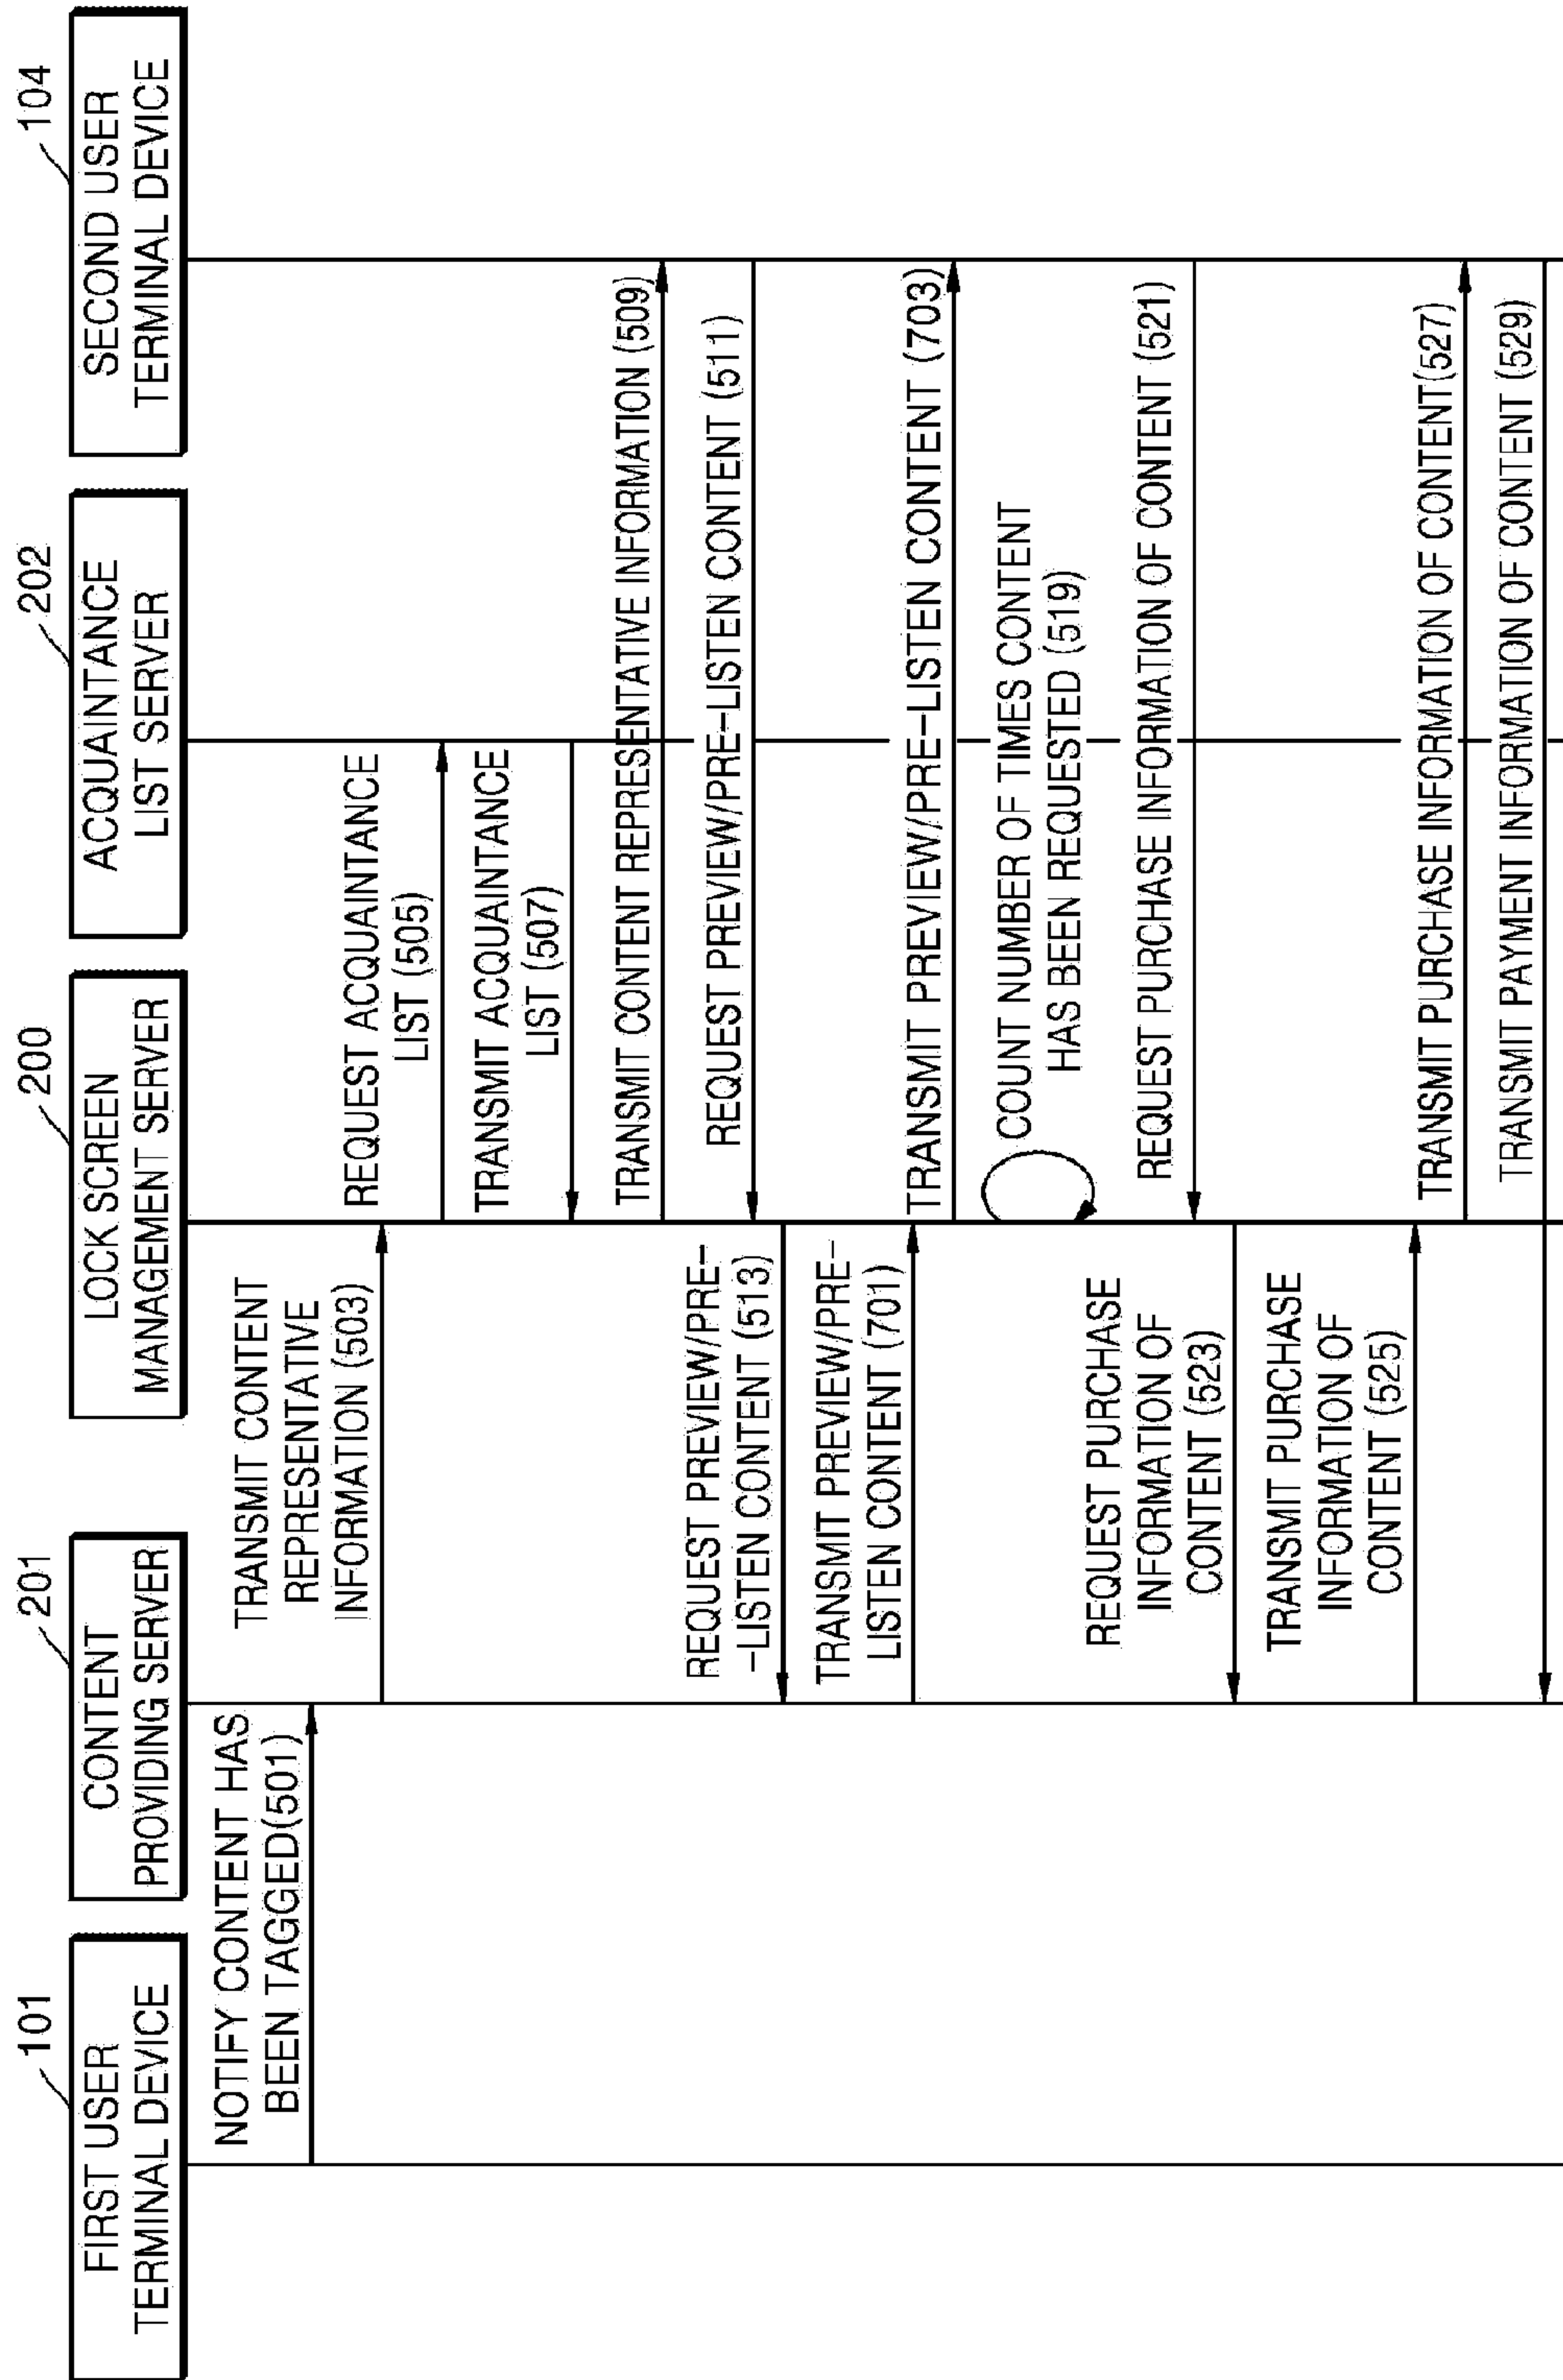 101
FIRST USER
TERMINAL DEVICE
201
CONTENT
PROVIDING SERVER
200
LOCK SCREEN
MANAGEMENT SERVER
202
ACQUAINTANCE
LIST SERVER
104
SECOND USER
TERMINAL DEVICE
NOTIFY CONTENT HAS
BEEN TAGGED(501)
TRANSMIT CONTENT
REPRESENTATIVE
INFORMATION (503)
REQUEST ACQUAINTANCE
LIST (505)
TRANSMIT ACQUAINTANCE
LIST (507)
TRANSMIT CONTENT REPRESENTATIVE INFORMATION (509)
REQUEST PREVIEW/PRE-LISTEN CONTENT (511)
REQUEST PREVIEW/PRE-
-LISTEN CONTENT (513)
TRANSMIT PREVIEW/PRE-
LISTEN CONTENT (701)
TRANSMIT PREVIEW/PRE-LISTEN CONTENT (703)
COUNT NUMBER OF TIMES CONTENT
HAS BEEN REQUESTED (519)
REQUEST PURCHASE INFORMATION OF CONTENT (521)
REQUEST PURCHASE
INFORMATION OF
CONTENT (523)
TRANSMIT PURCHASE
INFORMATION OF
CONTENT (525)
TRANSMIT PURCHASE INFORMATION OF CONTENT(527)
TRANSMIT PAYMENT INFORMATION OF CONTENT (529)